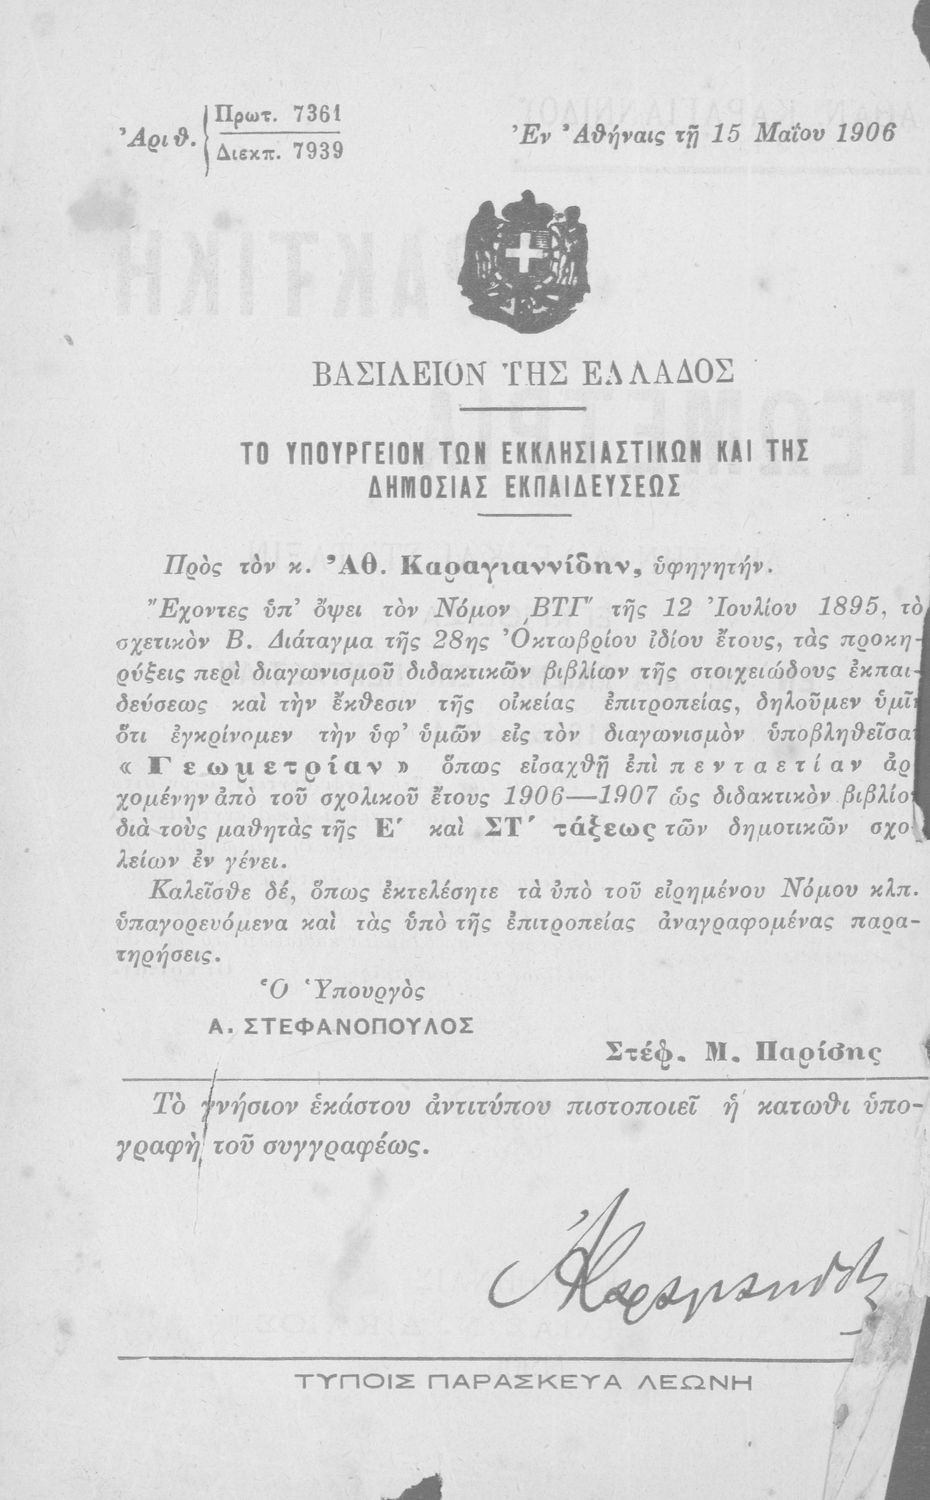 Ἀριθ. Πρωτ. 7361
Διεκπ. 7939
Ἐν Ἀθήναις τῇ 15 Μαΐου 1906
ΒΑΣΙΛΕΙΟΝ ΤΗΣ ΕΛΛΑΔΟΣ
ΤΟ ΥΠΟΥΡΓΕΙΟΝ ΤΩΝ ΕΚΚΛΗΣΙΑΣΤΙΚΩΝ ΚΑΙ ΤΗΣ
ΔΗΜΟΣΙΑΣ ΕΚΠΑΙΔΕΥΣΕΩΣ
Πρὸς τὸν κ. Ἀθ. Καραγιαννίδην, ὑφηγητήν.
Ἔχοντες ὑπ' ὄψει τὸν Νόμον ͵ΒΤΓ′ τῆς 12 Ἰουλίου 1895, τὸ
σχετικὸν Β. Διάταγμα τῆς 28ης Ὀκτωβρίου ἰδίου ἔτους, τὰς προκη-
ρύξεις περὶ διαγωνισμοῦ διδακτικῶν βιβλίων τῆς στοιχειώδους ἐκπαι-
δεύσεως καὶ τὴν ἔκθεσιν τῆς οἰκείας ἐπιτροπείας, δηλοῦμεν ὑμῖν
ὅτι ἐγκρίνομεν τὴν ὑφ' ὑμῶν εἰς τὸν διαγωνισμὸν ὑποβληθεῖσαν
«Γεωμετρίαν» ὅπως εἰσαχθῇ ἐπὶ πενταετίαν ἀρ
χομένην ἀπὸ τοῦ σχολικοῦ ἔτους 1906—1907 ὡς διδακτικὸν βιβλίον
διὰ τοὺς μαθητὰς τῆς Ε′ καὶ ΣΤ′ τάξεως τῶν δημοτικῶν σχο-
λείων ἐν γένει.
Καλεῖσθε δέ, ὅπως ἐκτελέσητε τὰ ὑπὸ τοῦ εἰρημένου Νόμου κλπ.
ὑπαγορευόμενα καὶ τὰς ὑπὸ τῆς ἐπιτροπείας ἀναγραφομένας παρα-
τηρήσεις.
Ὁ Ὑπουργὸς
Α. ΣΤΕΦΑΝΟΠΟΥΛΟΣ
Στέφ. Μ. Παρίσης
Τὸ γνήσιον ἑκάστου ἀντιτύπου πιστοποιεῖ ἡ κατωθι ὑπο-
γραφὴ τοῦ συγγραφέως.
ΤΥΠΟΙΣ ΠΑΡΑΣΚΕΥΑ ΛΕΩΝΗ